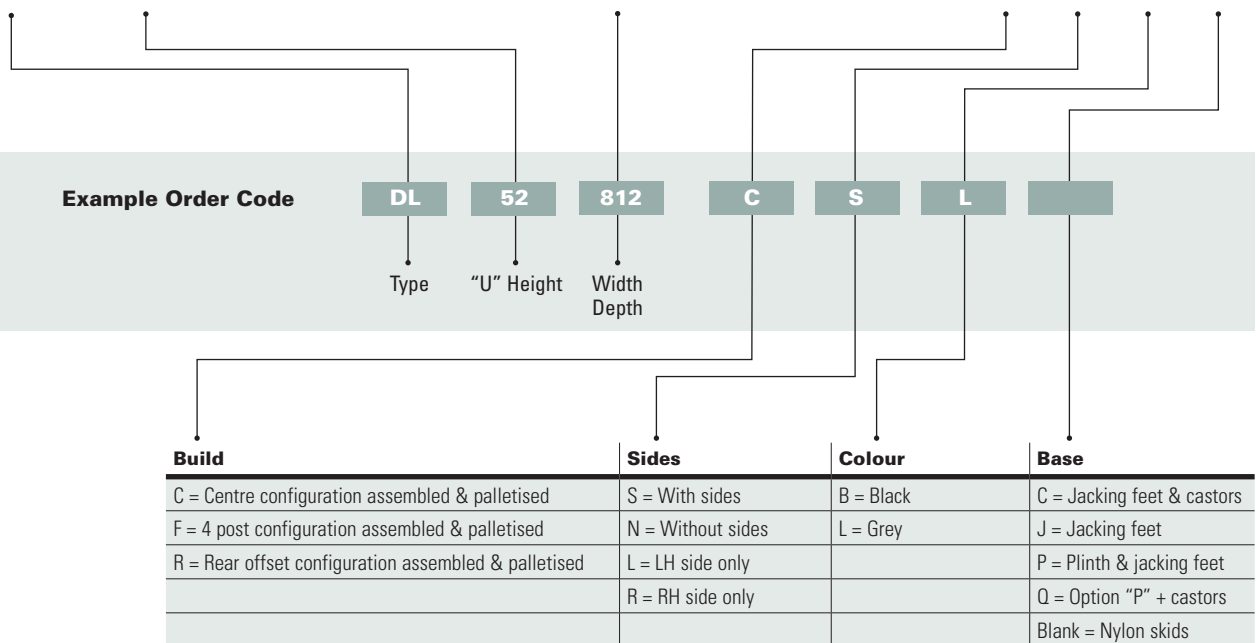 Example Order Code DL 52 812 C S L
Type "U" Height Width
Depth
Build Sides Colour Base
C = Centre configuration assembled & palletised S = With sides B = Black C = Jacking feet & castors
F = 4 post configuration assembled & palletised N = Without sides L = Grey J = Jacking feet
R = Rear offset configuration assembled & palletised L = LH side only P = Plinth & jacking feet
R = RH side only Q = Option "P" + castors
Blank = Nylon skids